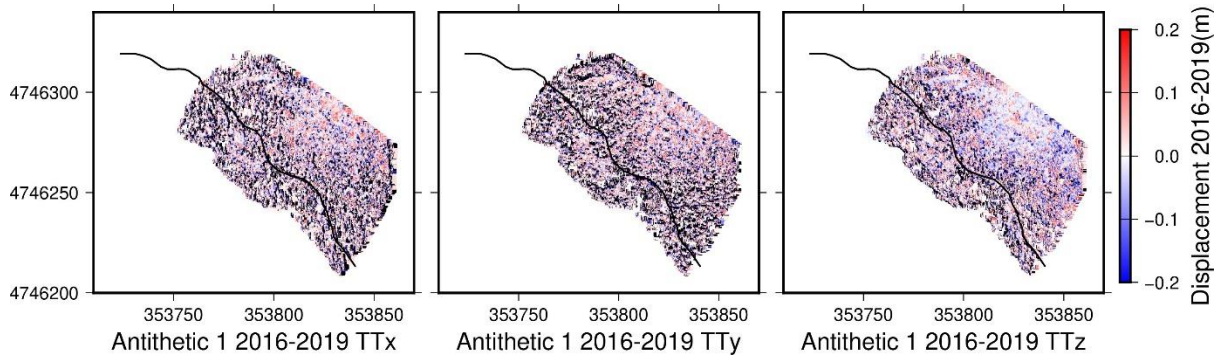 4746300
4746250
4746200
353750 353800 353850
353750 353800 353850
353750 353800 353850
Antithetic 1 2016-2019 TTx
Antithetic 1 2016-2019 TTy
Antithetic 1 2016-2019 TTz
0.2
0.1
0.0
−0.1
−0.2
Displacement 2016-2019(m)